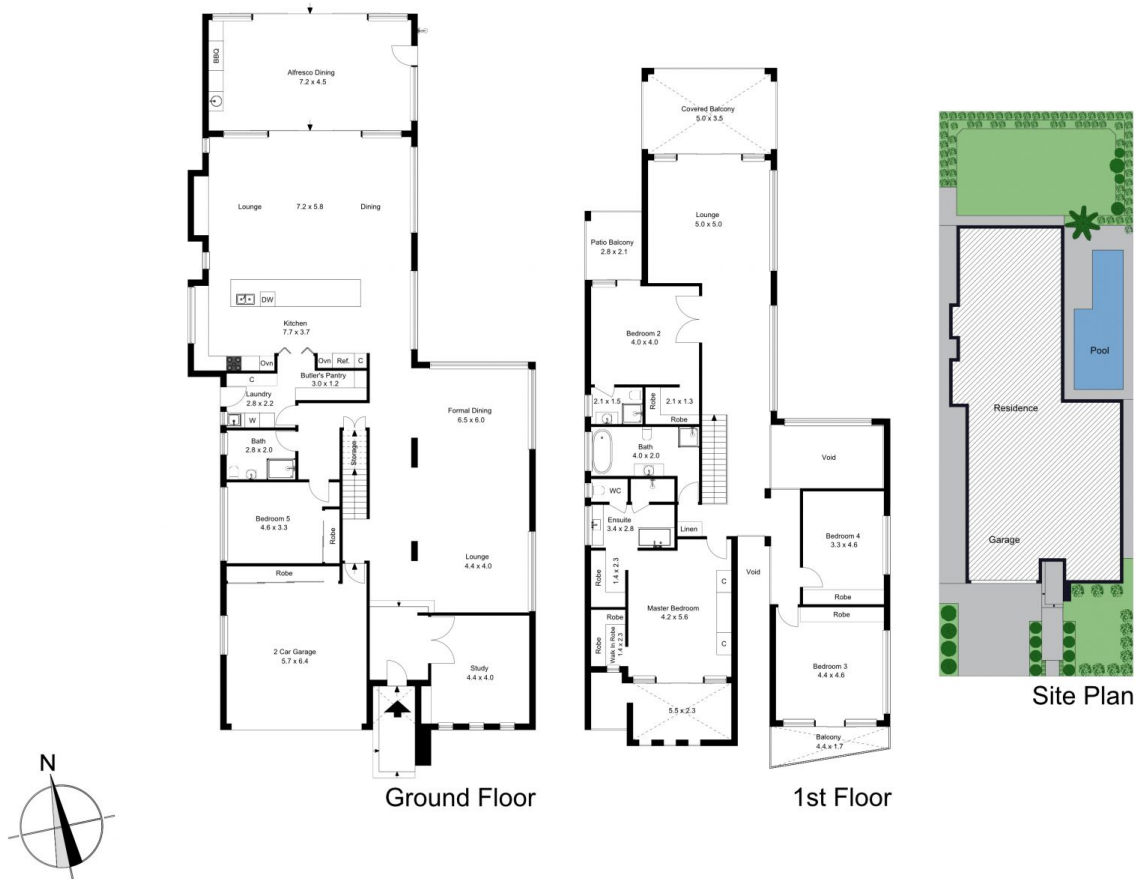 BBQ
Alfresco Dining
7.2 x 4.5
Lounge 7.2 x 5.8 Dining
DW
Kitchen
7.7 x 3.7
Ovn
Ovn Ref. C
Butler's Pantry
3.0 x 1.2
C
Laundry
2.8 x 2.2
W
Bath
2.8 x 2.0
Storage
Formal Dining
6.5 x 6.0
Bedroom 5
4.6 x 3.3
Robe
Lounge
4.4 x 4.0
Robe
2 Car Garage
5.7 x 6.4
Study
4.4 x 4.0
Ground Floor
N
Covered Balcony
5.0 x 3.5
Lounge
5.0 x 5.0
Patio Balcony
2.8 x 2.1
Bedroom 2
4.0 x 4.0
2.1 x 1.5
Robe
2.1 x 1.3
Robe
Bath
4.0 x 2.0
Void
WC
Ensuite
3.4 x 2.8
Linen
Bedroom 4
3.3 x 4.6
Robe
Robe
1.4 x 2.3
Void
C
Master Bedroom
4.2 x 5.6
Robe
Robe
Walk In Robe
1.4 x 2.3
C
Robe
Bedroom 3
4.4 x 4.6
5.5 x 2.3
Balcony
4.4 x 1.7
1st Floor
Pool
Residence
Garage
Site Plan